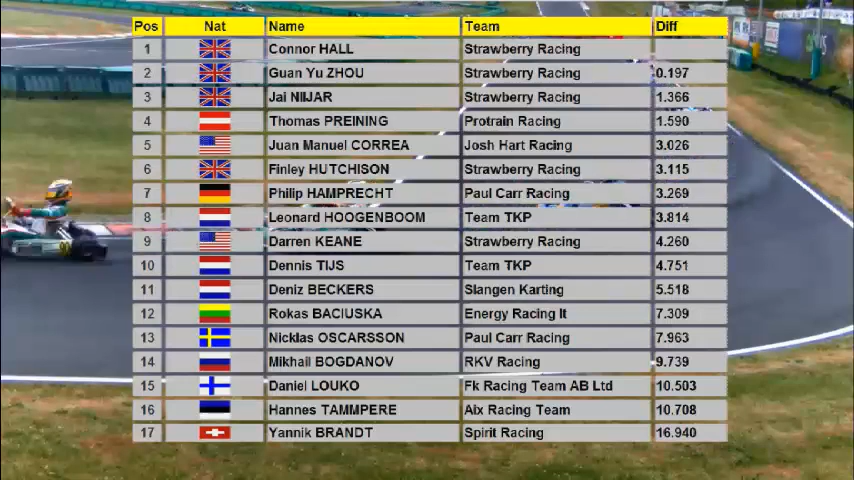 Pos Nat Name Team Diff
1 Connor HALL Strawberry Racing
2 Guan Yu ZHOU Strawberry Racing 0.197
3 Jai NIIJAR Strawberry Racing 1.366
4 Thomas PREINING Protrain Racing 1.590
5 Juan Manuel CORREA Josh Hart Racing 3.026
6 Finley HUTCHISON Strawberry Racing 3.115
7 Philip HAMPRECHT Paul Carr Racing 3.269
8 Leonard HOOGENBOOM Team TKP 3.814
9 Darren KEANE Strawberry Racing 4.260
10 Dennis TIJS Team TKP 4.751
11 Deniz BECKERS Slangen Karting 5.518
12 Rokas BACIUSKA Energy Racing It 7.309
13 Nicklas OSCARSSON Paul Carr Racing 7.963
14 Mikhail BOGDANOV RKV Racing 9.739
15 Daniel LOUKO Fk Racing Team AB Ltd 10.503
16 Hannes TAMMPERE Aix Racing Team 10.708
17 Yannik BRANDT Spirit Racing 16.940